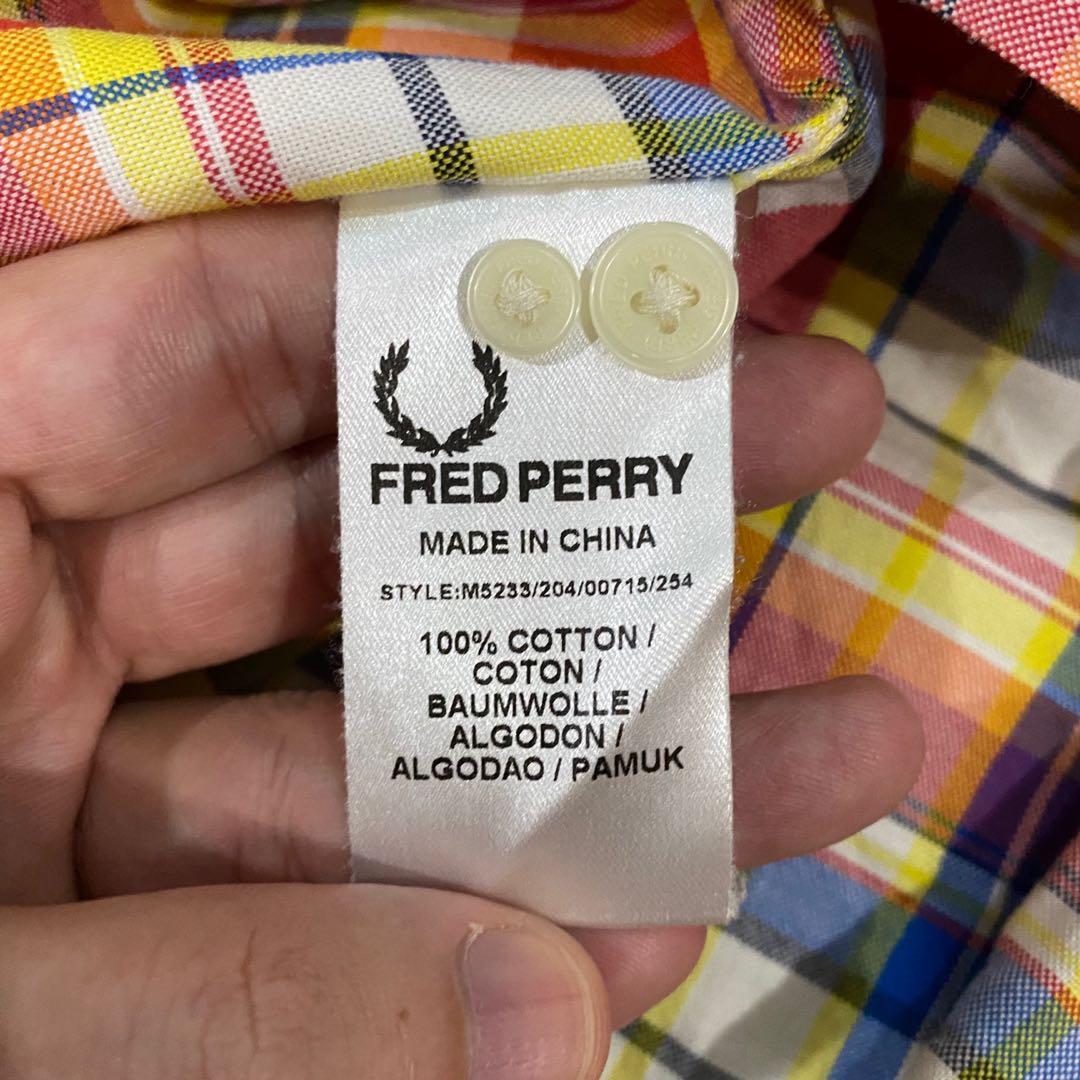 FRED PERRY
MADE IN CHINA
STYLE:M5233/204/00715/254
100% COTTON /
COTON /
BAUMWOLLE /
ALGODON /
ALGODAO / PAMUK